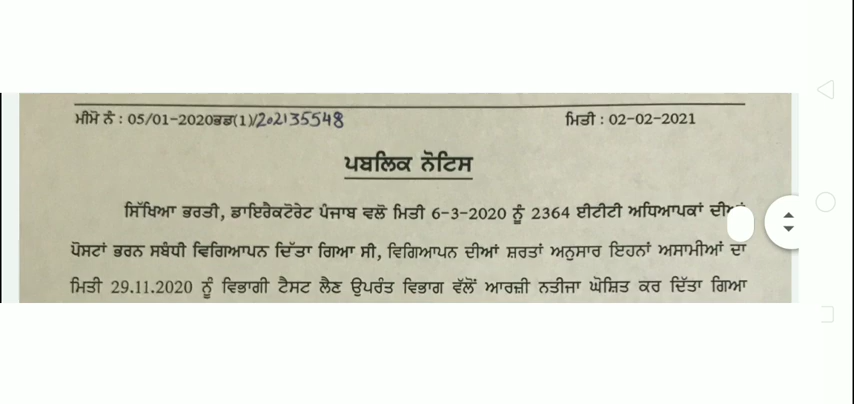 ਮੀਮੋ ਨੰ : 05/01-2020ਭਡ(1)/202135548 ਮਿਤੀ : 02-02-2021
ਪਬਲਿਕ ਨੋਟਿਸ
ਸਿੱਖਿਆ ਭਰਤੀ, ਡਾਇਰੈਕਟੋਰੇਟ ਪੰਜਾਬ ਵਲੋ ਮਿਤੀ 6-3-2020 ਨੂੰ 2364 ਈਟੀਟੀ ਅਧਿਆਪਕਾਂ
ਪੋਸਟਾਂ ਭਰਨ ਸਬੰਧੀ ਵਿਗਿਆਪਨ ਦਿੱਤਾ ਗਿਆ ਸੀ, ਵਿਗਿਆਪਨ ਦੀਆਂ ਸ਼ਰਤਾਂ ਅਨੁਸਾਰ ਇਹਨਾਂ ਅਸਾਮੀਆਂ ਦਾ
ਮਿਤੀ 29.11.2020 ਨੂੰ ਵਿਭਾਗੀ ਟੈਸਟ ਲੈਣ ਉਪਰੰਤ ਵਿਭਾਗ ਵੱਲੋਂ ਆਰਜ਼ੀ ਨਤੀਜਾ ਘੋਸ਼ਿਤ ਕਰ ਦਿੱਤਾ ਗਿਆ